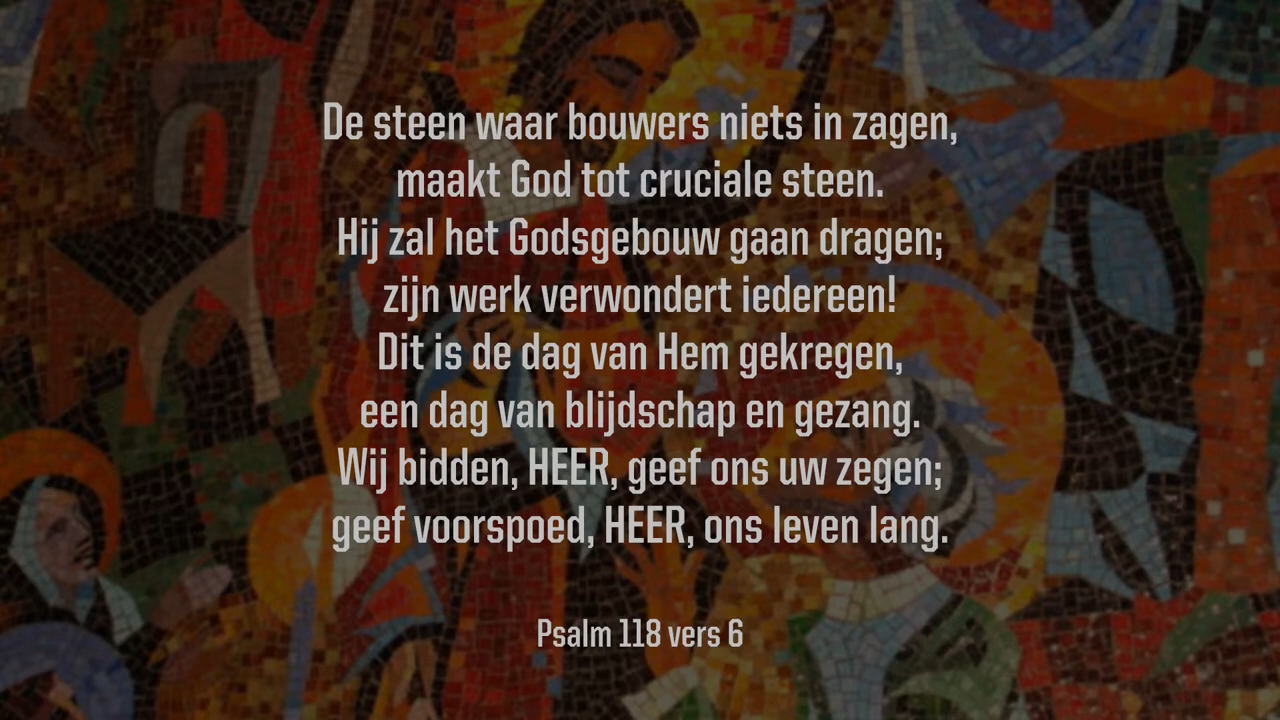 De steen waar bouwers niets in zagen,
maakt God tot cruciale steen.
Hij zal het Godsgebouw gaan dragen;
zijn werk verwondert iedereen!
Dit is de dag van Hem gekregen,
een dag van blijdschap en gezang.
Wij bidden, HEER, geef ons uw zegen;
geef voorspoed, HEER, ons leven lang.
Psalm 118 vers 6